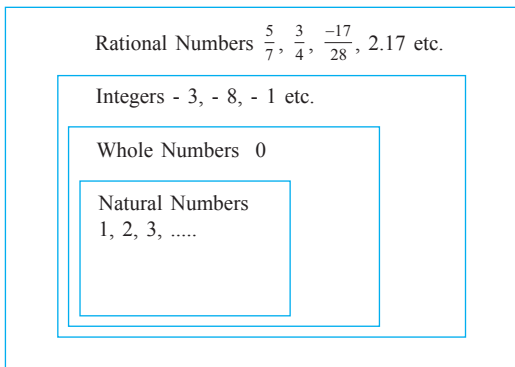 Rational Numbers 5/7, 3/4, -17/28, 2.17 etc.
Integers - 3, - 8, - 1 etc.
Whole Numbers 0
Natural Numbers
1, 2, 3, .....